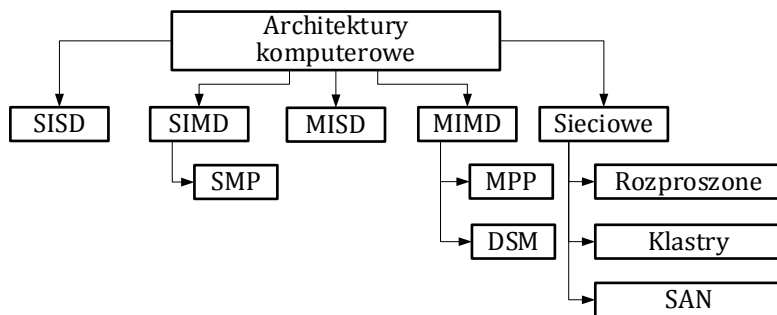 Architektury
komputerowe
SISD
SIMD
MISD
MIMD
Sieciowe
SMP
MPP
Rozproszone
DSM
Klastry
SAN